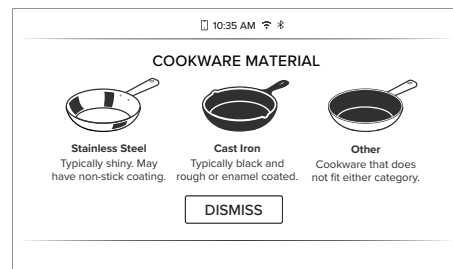 10:35 AM
COOKWARE MATERIAL
Stainless Steel
Typically shiny. May
have non-stick coating.
Cast Iron
Typically black and
rough or enamel coated.
Other
Cookware that does
not fit either category.
DISMISS